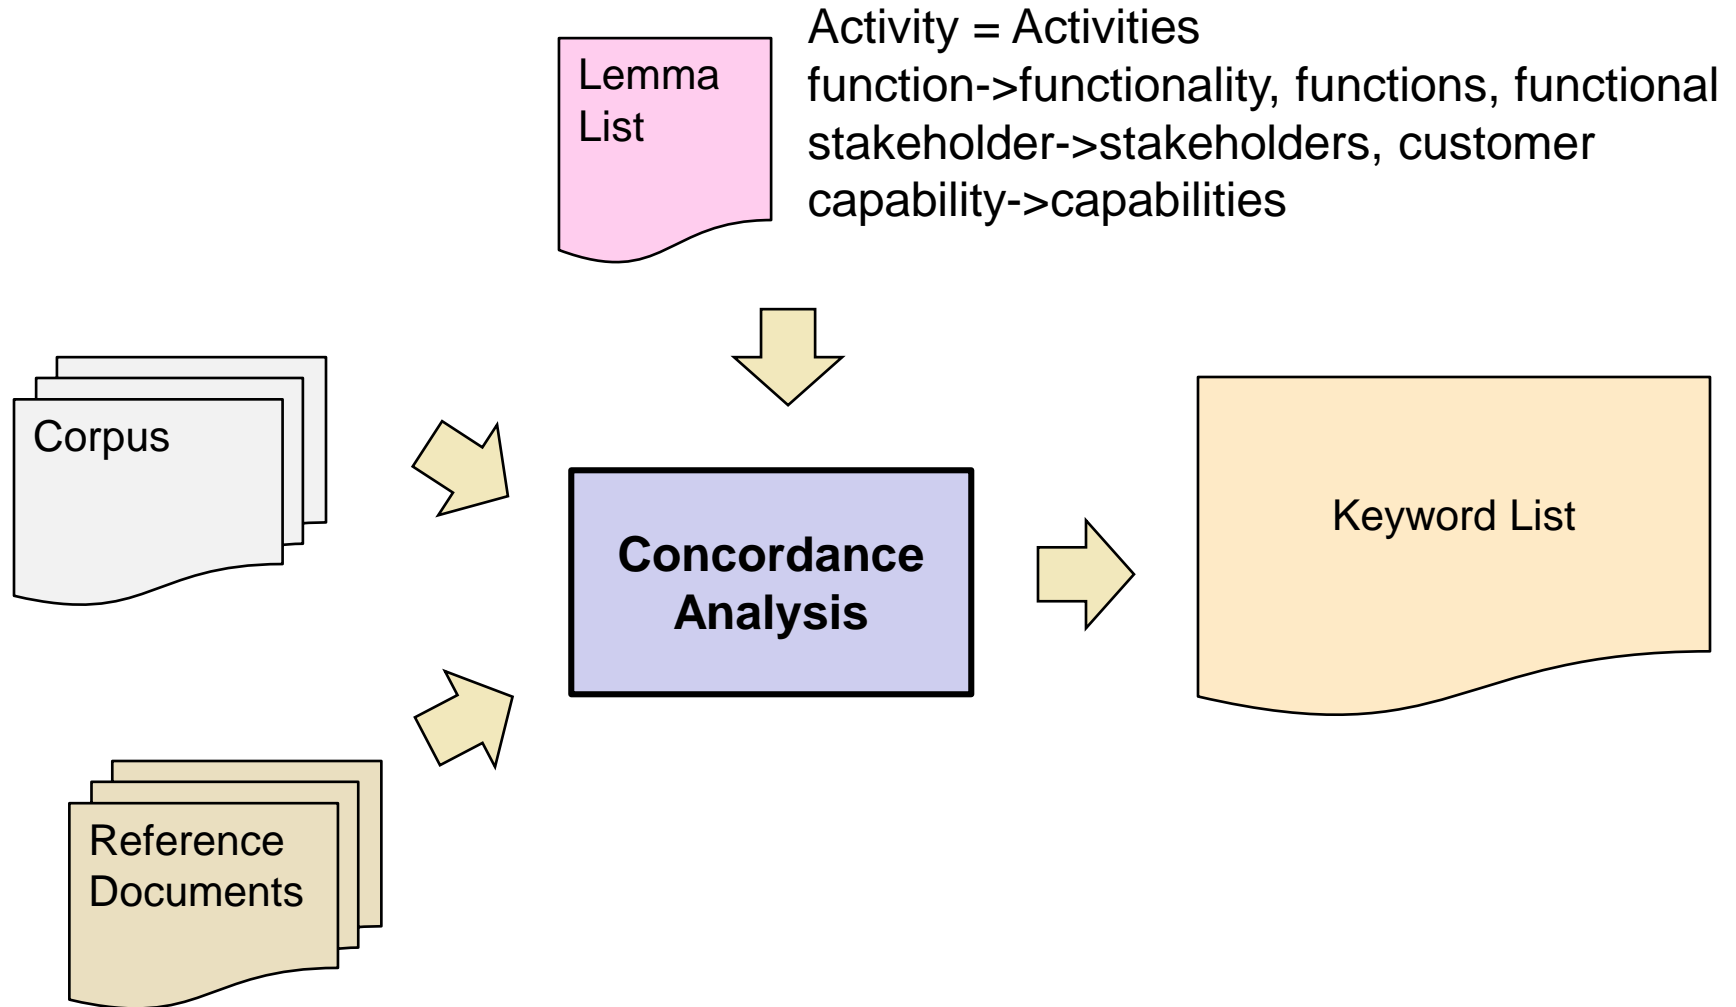 Lemma
List
Activity = Activities
function->functionality, functions, functional
stakeholder->stakeholders, customer
capability->capabilities
Corpus
Concordance
Analysis
Keyword List
Reference
Documents